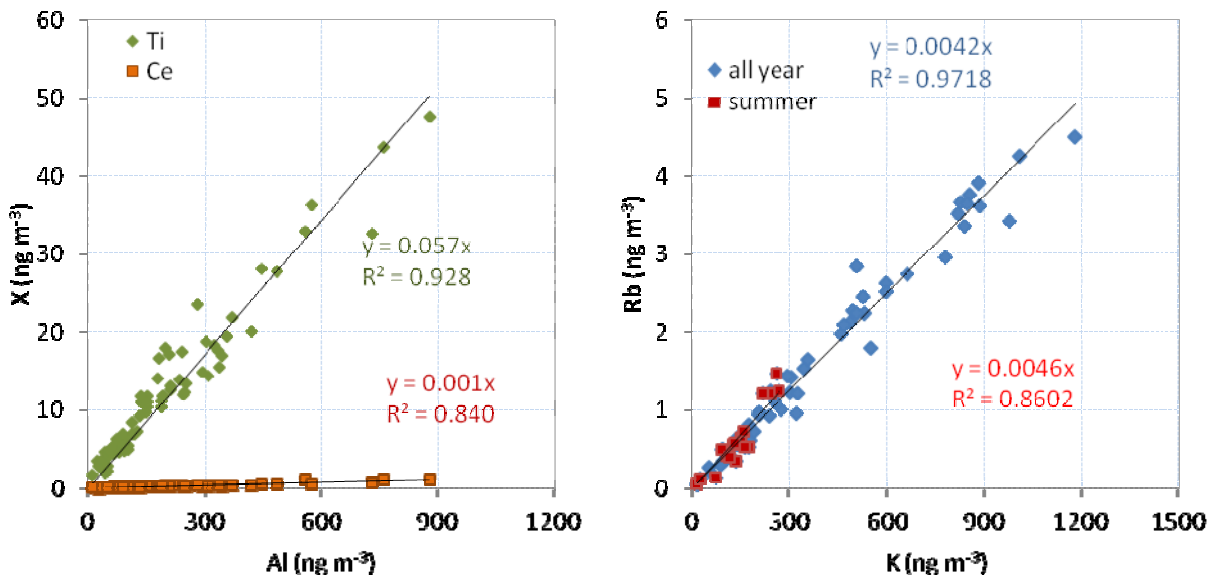 60
50
40
30
20
10
0
X (ng m⁻³)
Ti
Ce
y = 0.057x
R² = 0.928
y = 0.001x
R² = 0.840
0 300 600 900 1200
Al (ng m⁻³)
6
5
4
3
2
1
0
Rb (ng m⁻³)
all year
summer
y = 0.0042x
R² = 0.9718
y = 0.0046x
R² = 0.8602
0 300 600 900 1200 1500
K (ng m⁻³)